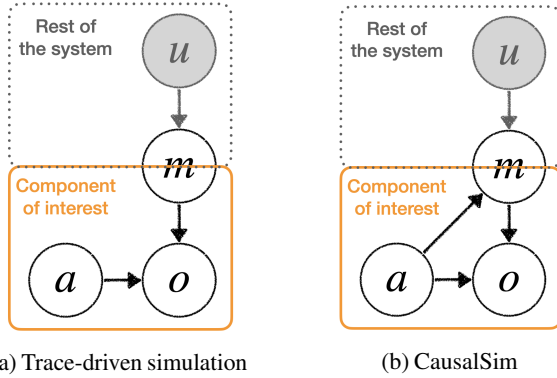 Rest of
the system
u
m
Component
of interest
a
o
a) Trace-driven simulation
Rest of
the system
u
m
Component
of interest
a
o
(b) CausalSim